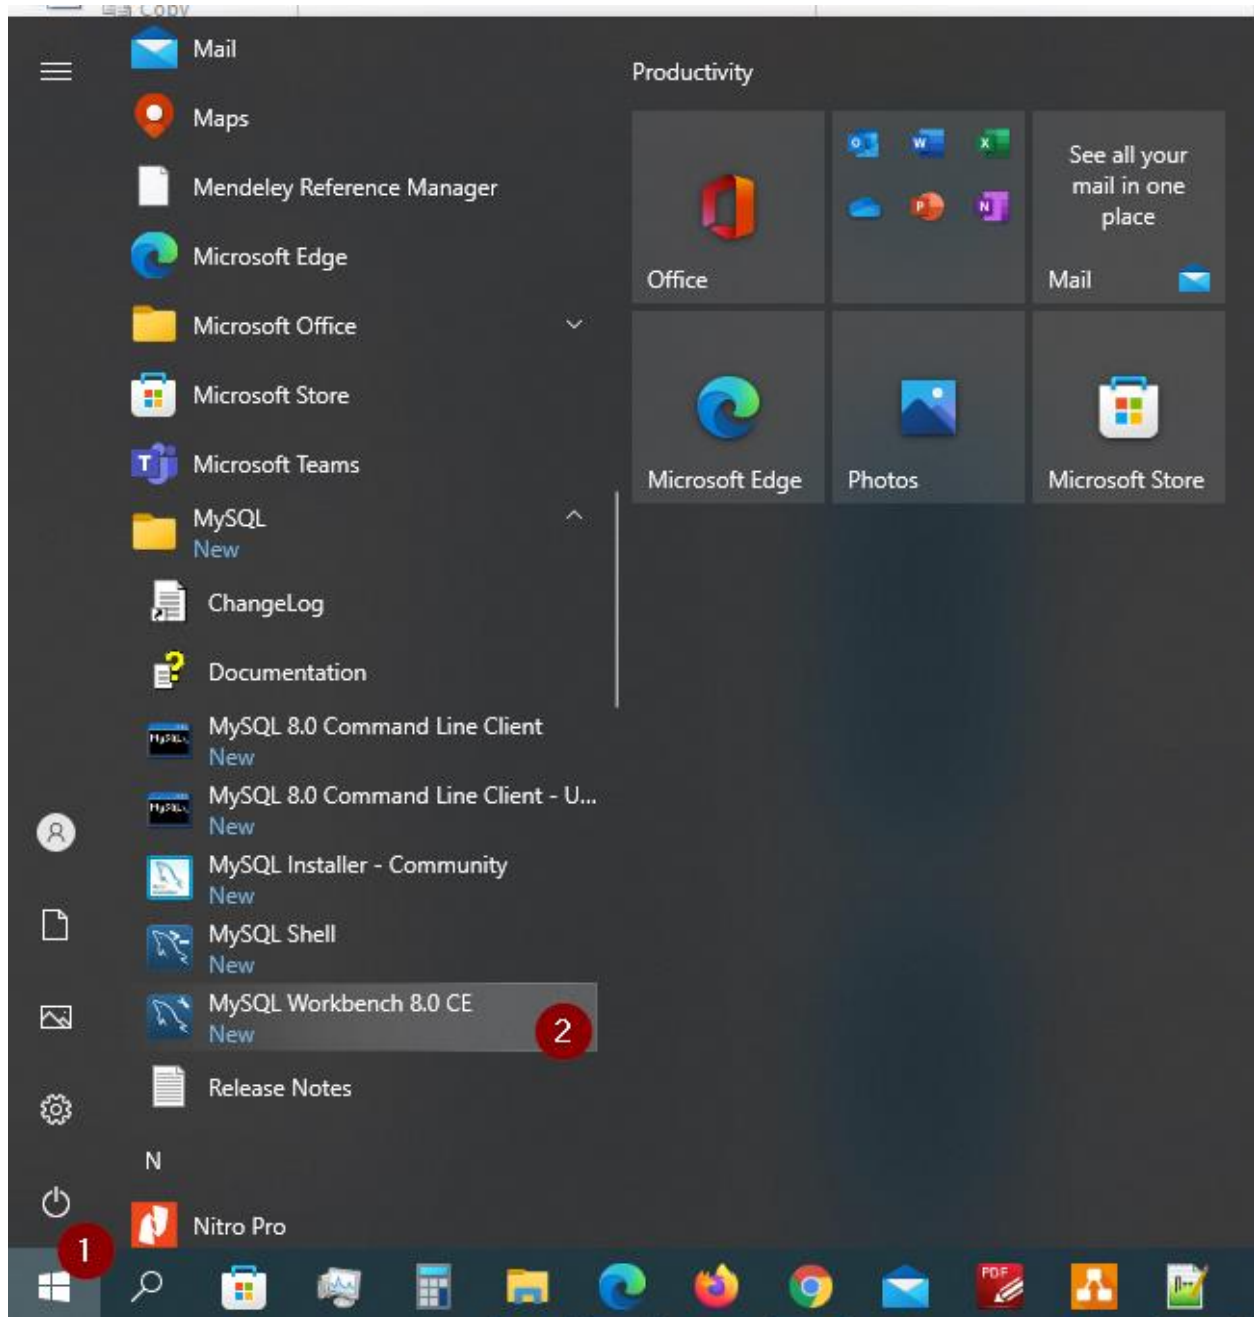 Copy
Mail
Maps
Mendeley Reference Manager
Microsoft Edge
Microsoft Office
Microsoft Store
Microsoft Teams
MySQL
New
ChangeLog
Documentation
MySQL 8.0 Command Line Client
New
MySQL 8.0 Command Line Client - U...
New
MySQL Installer - Community
New
MySQL Shell
New
MySQL Workbench 8.0 CE
New
2
Release Notes
N
Nitro Pro
1
Productivity
Office
See all your
mail in one
place
Mail
Microsoft Edge
Photos
Microsoft Store
PDF